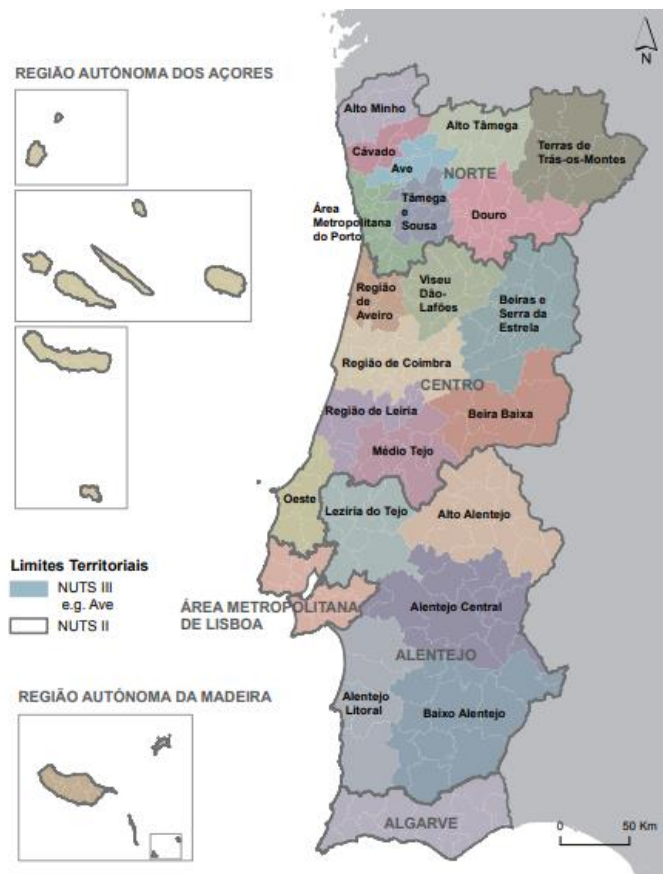 REGIÃO AUTÓNOMA DOS AÇORES
N
Alto Minho
Alto Tâmega
Terras de
Trás-os-Montes
Cávado
Ave
NORTE
Tâmega
e
Sousa
Douro
Área
Metropolitana
do Porto
Região
de
Aveiro
Viseu
Dão-
Lafões
Beiras e
Serra da
Estrela
Região de Coimbra
CENTRO
Região de Leiria
Beira Baixa
Médio Tejo
Oeste
Lezíria do Tejo
Alto Alentejo
Limites Territoriais
NUTS III
e.g. Ave
NUTS II
ÁREA METROPOLITANA
DE LISBOA
Alentejo Central
ALENTEJO
REGIÃO AUTÓNOMA DA MADEIRA
Alentejo
Litoral
Baixo Alentejo
ALGARVE
0 50 Km